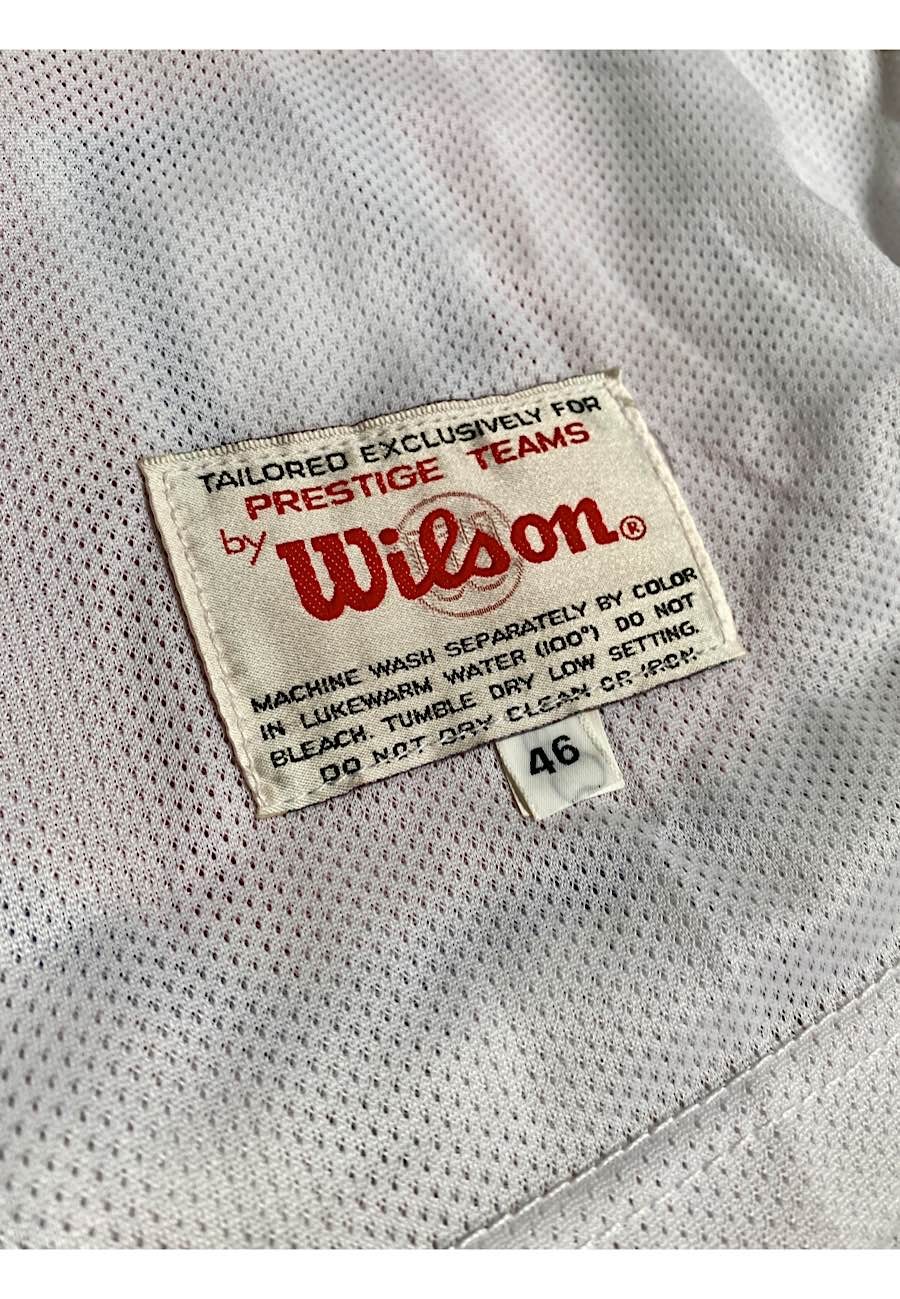 TAILORED EXCLUSIVELY FOR
PRESTIGE TEAMS
by Wilson®
MACHINE WASH SEPARATELY BY COLOR
IN LUKEWARM WATER (100°) DO NOT
BLEACH. TUMBLE DRY LOW SETTING.
DO NOT DRY CLEAN OR IRON
46